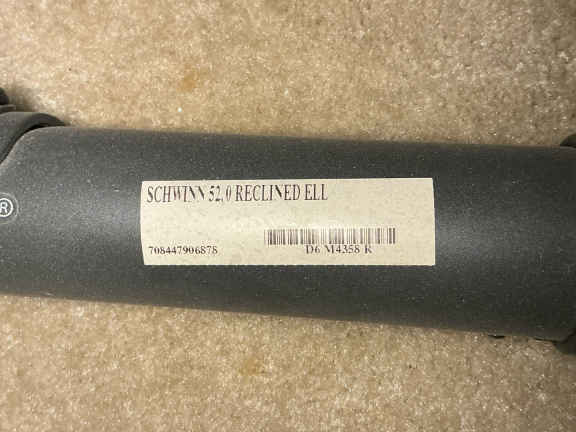 SCHWINN 52,0 RECLINED ELL
708447906878 D6 M4358 R
®